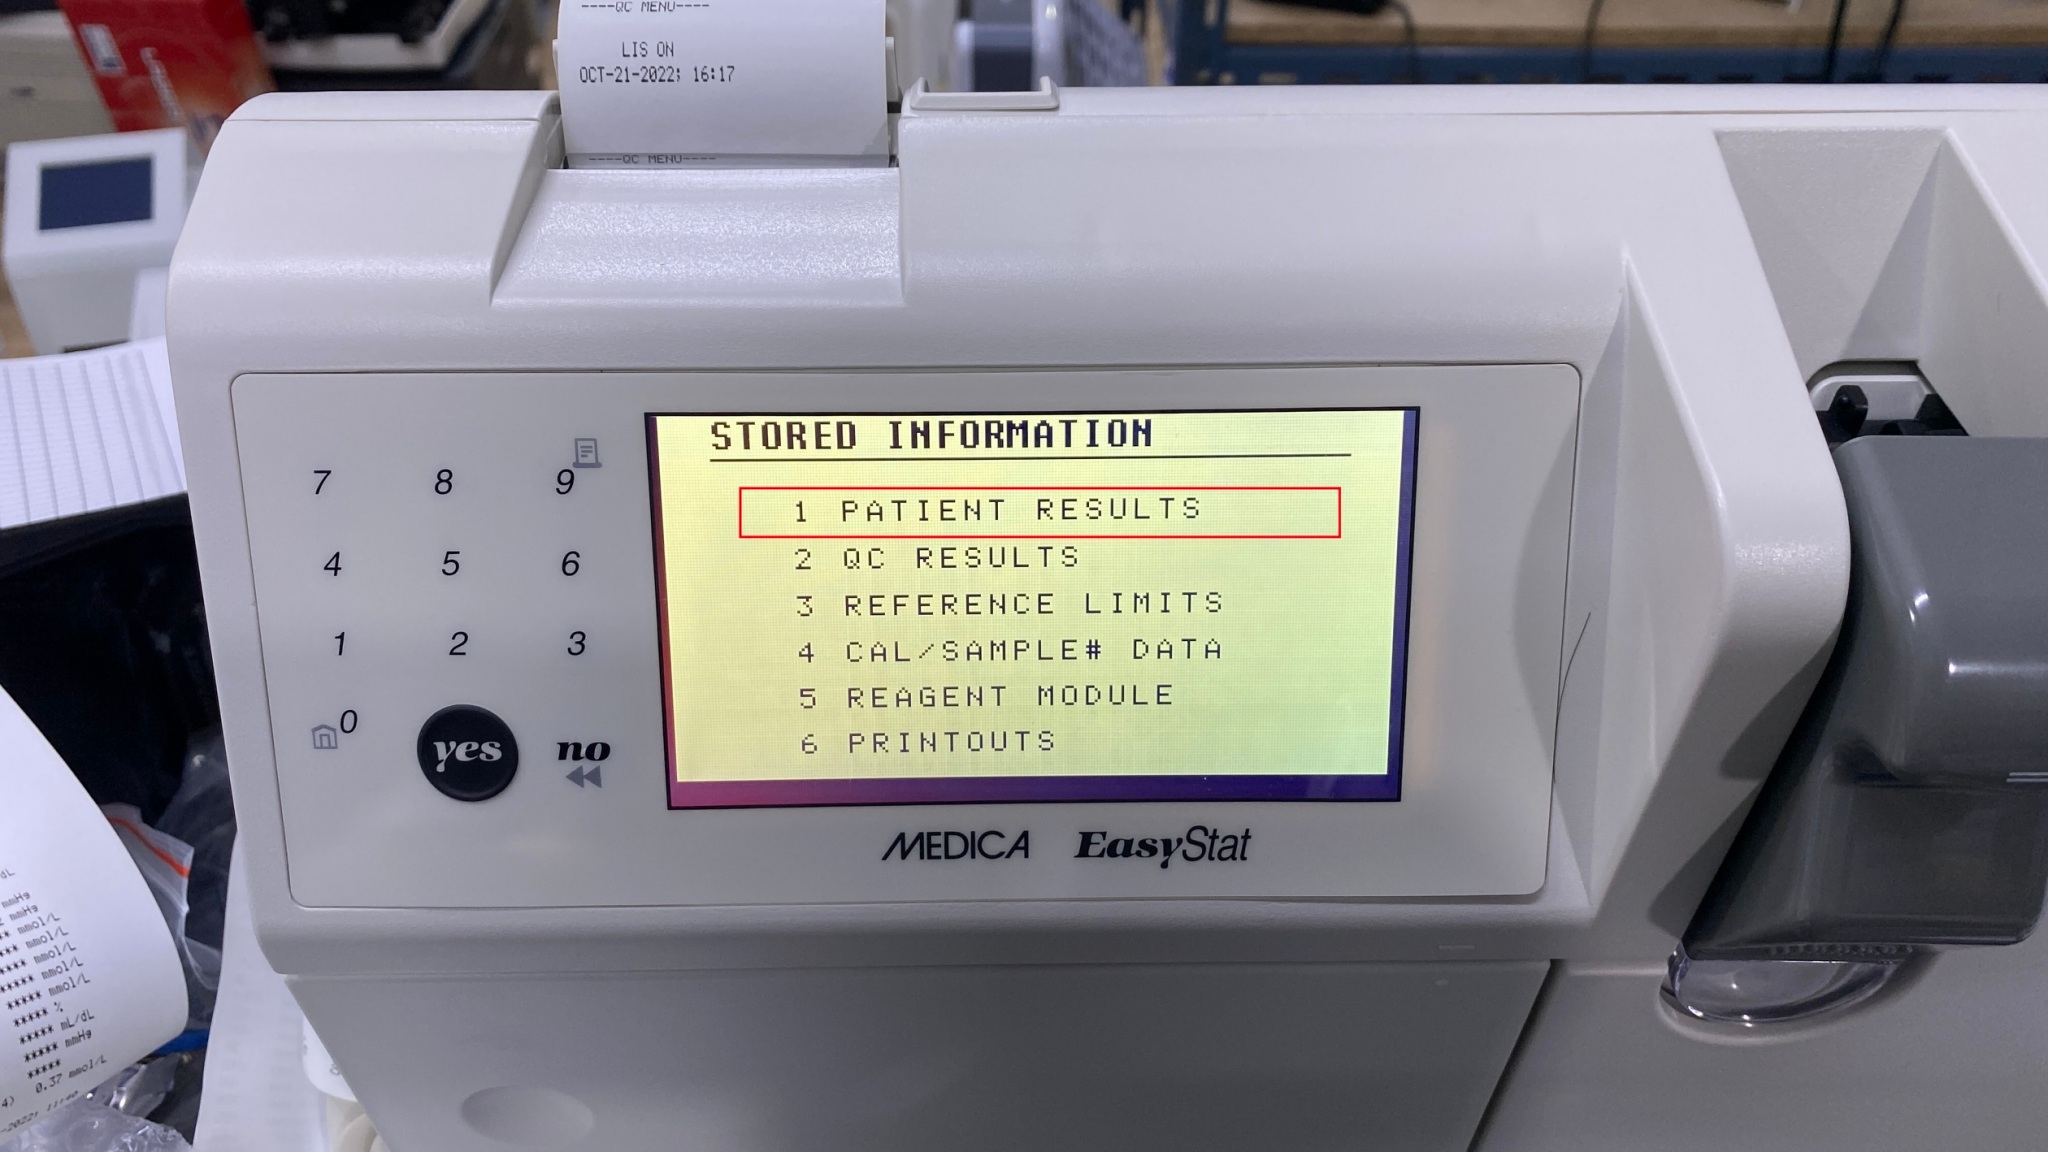 ----QC MENU----
LIS ON
OCT-21-2022; 16:17
----QC MENU----
7 8 9
4 5 6
1 2 3
0 yes no
STORED INFORMATION
1 PATIENT RESULTS
2 QC RESULTS
3 REFERENCE LIMITS
4 CAL/SAMPLE# DATA
5 REAGENT MODULE
6 PRINTOUTS
MEDICA EasyStat
mmHg
mmHg
mmol/L
**** mmol/L
***** mmol/L
***** mmol/L
***** %
***** mL/dL
***** mmHg
*****
0.37 mmol/L